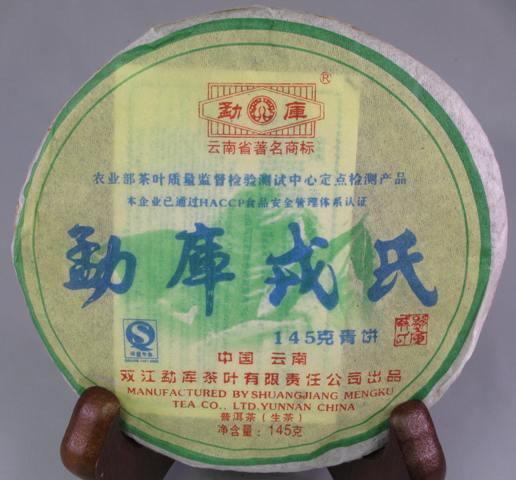 勐 庫 ®
云南省著名商标
农业部茶叶质量监督检验测试中心定点检测产品
本企业已通过HACCP食品安全管理体系认证
勐庫戎氏
145克青饼
中国 云南
双江勐库茶叶有限责任公司出品
MANUFACTURED BY SHUANGJIANG MENGKU
TEA CO., LTD.YUNNAN CHINA
普洱茶（生茶）
净含量：145克